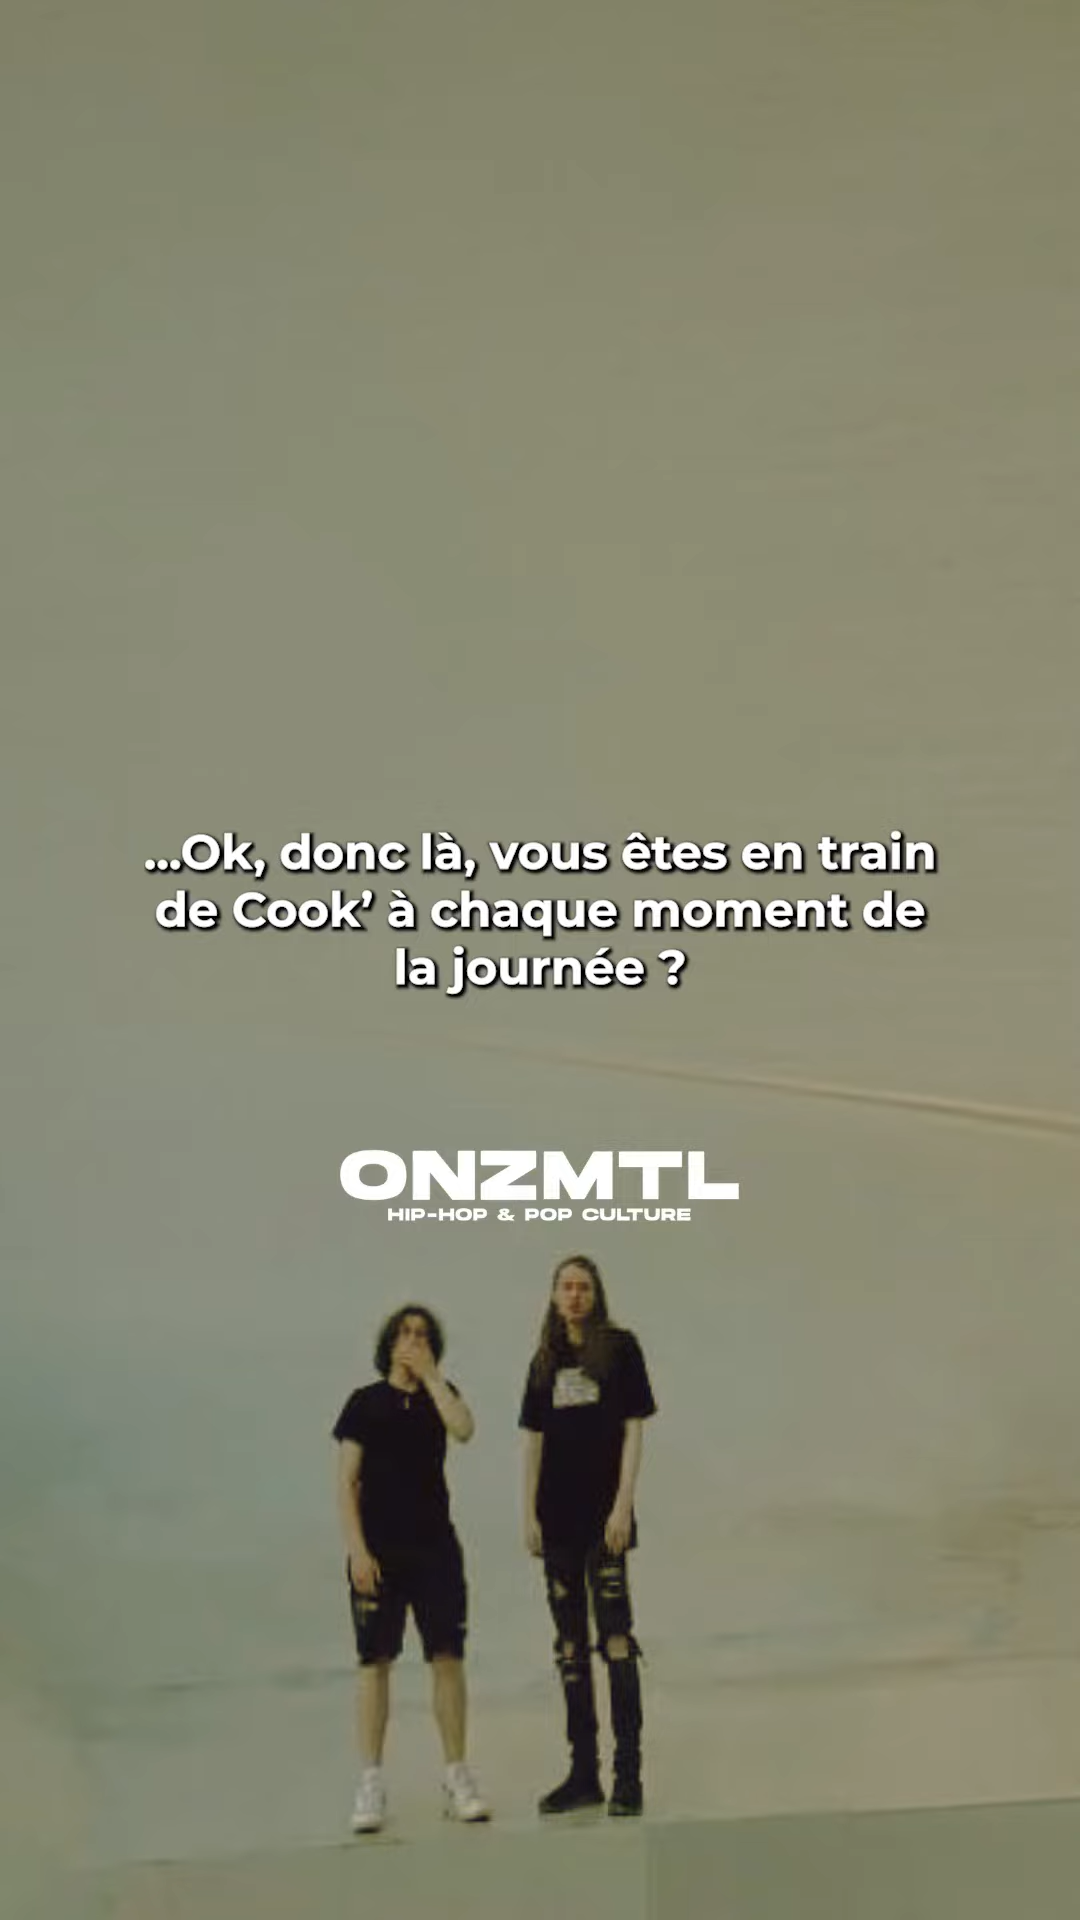 ...Ok, donc là, vous êtes en train
de Cook’ à chaque moment de
la journée ?
ONZMTL
HIP-HOP & POP CULTURE